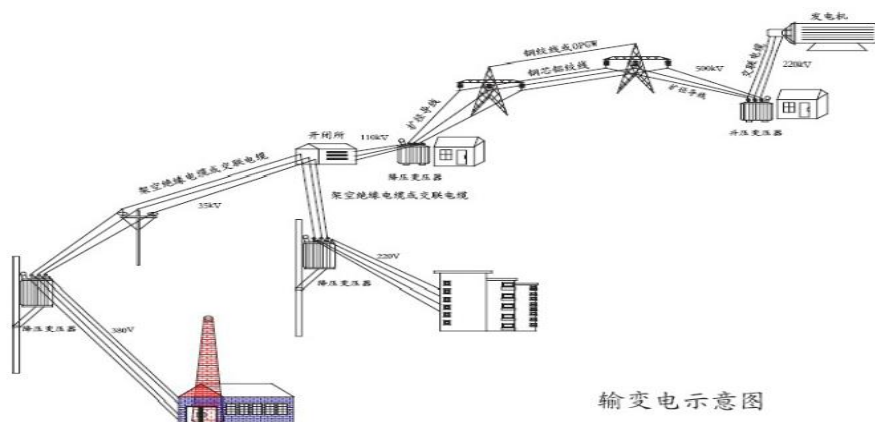 发电机
交联电缆
220kV
升压变压器
500kV
扩径导线
钢绞线或OPGW
钢芯铝绞线
扩径导线
降压变压器
110kV
开闭所
架空绝缘电缆或交联电缆
35kV
架空绝缘电缆或交联电缆
降压变压器
220V
降压变压器
380V
输变电示意图